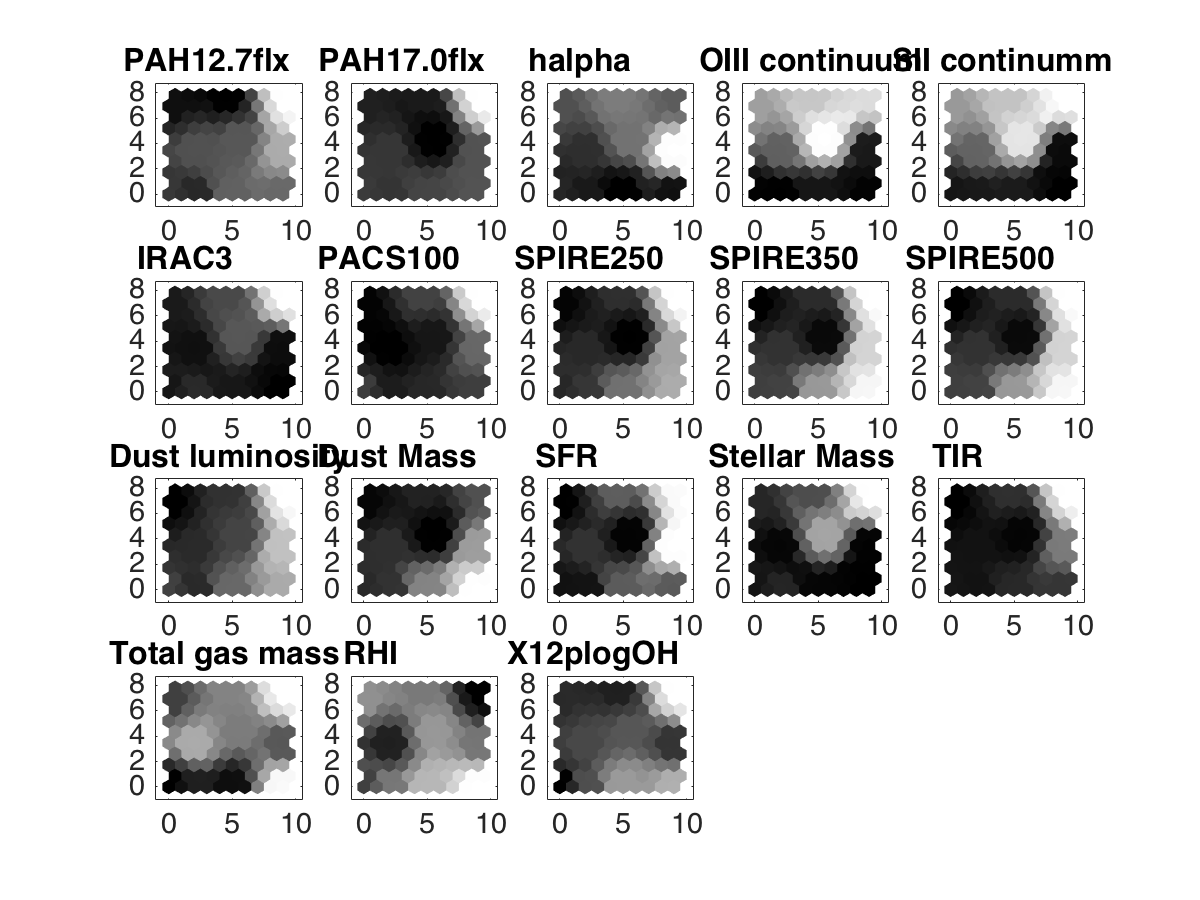 PAH12.7flx PAH17.0flx halpha OIII continuum SII continumm
8 6 4 2 0 8 6 4 2 0 8 6 4 2 0 8 6 4 2 0 8 6 4 2 0
0 5 10 0 5 10 0 5 10 0 5 10 0 5 10
IRAC3 PACS100 SPIRE250 SPIRE350 SPIRE500
8 6 4 2 0 8 6 4 2 0 8 6 4 2 0 8 6 4 2 0 8 6 4 2 0
0 5 10 0 5 10 0 5 10 0 5 10 0 5 10
Dust luminosity Dust Mass SFR Stellar Mass TIR
8 6 4 2 0 8 6 4 2 0 8 6 4 2 0 8 6 4 2 0 8 6 4 2 0
0 5 10 0 5 10 0 5 10 0 5 10 0 5 10
Total gas mass RHI X12plogOH
8 6 4 2 0 8 6 4 2 0 8 6 4 2 0
0 5 10 0 5 10 0 5 10